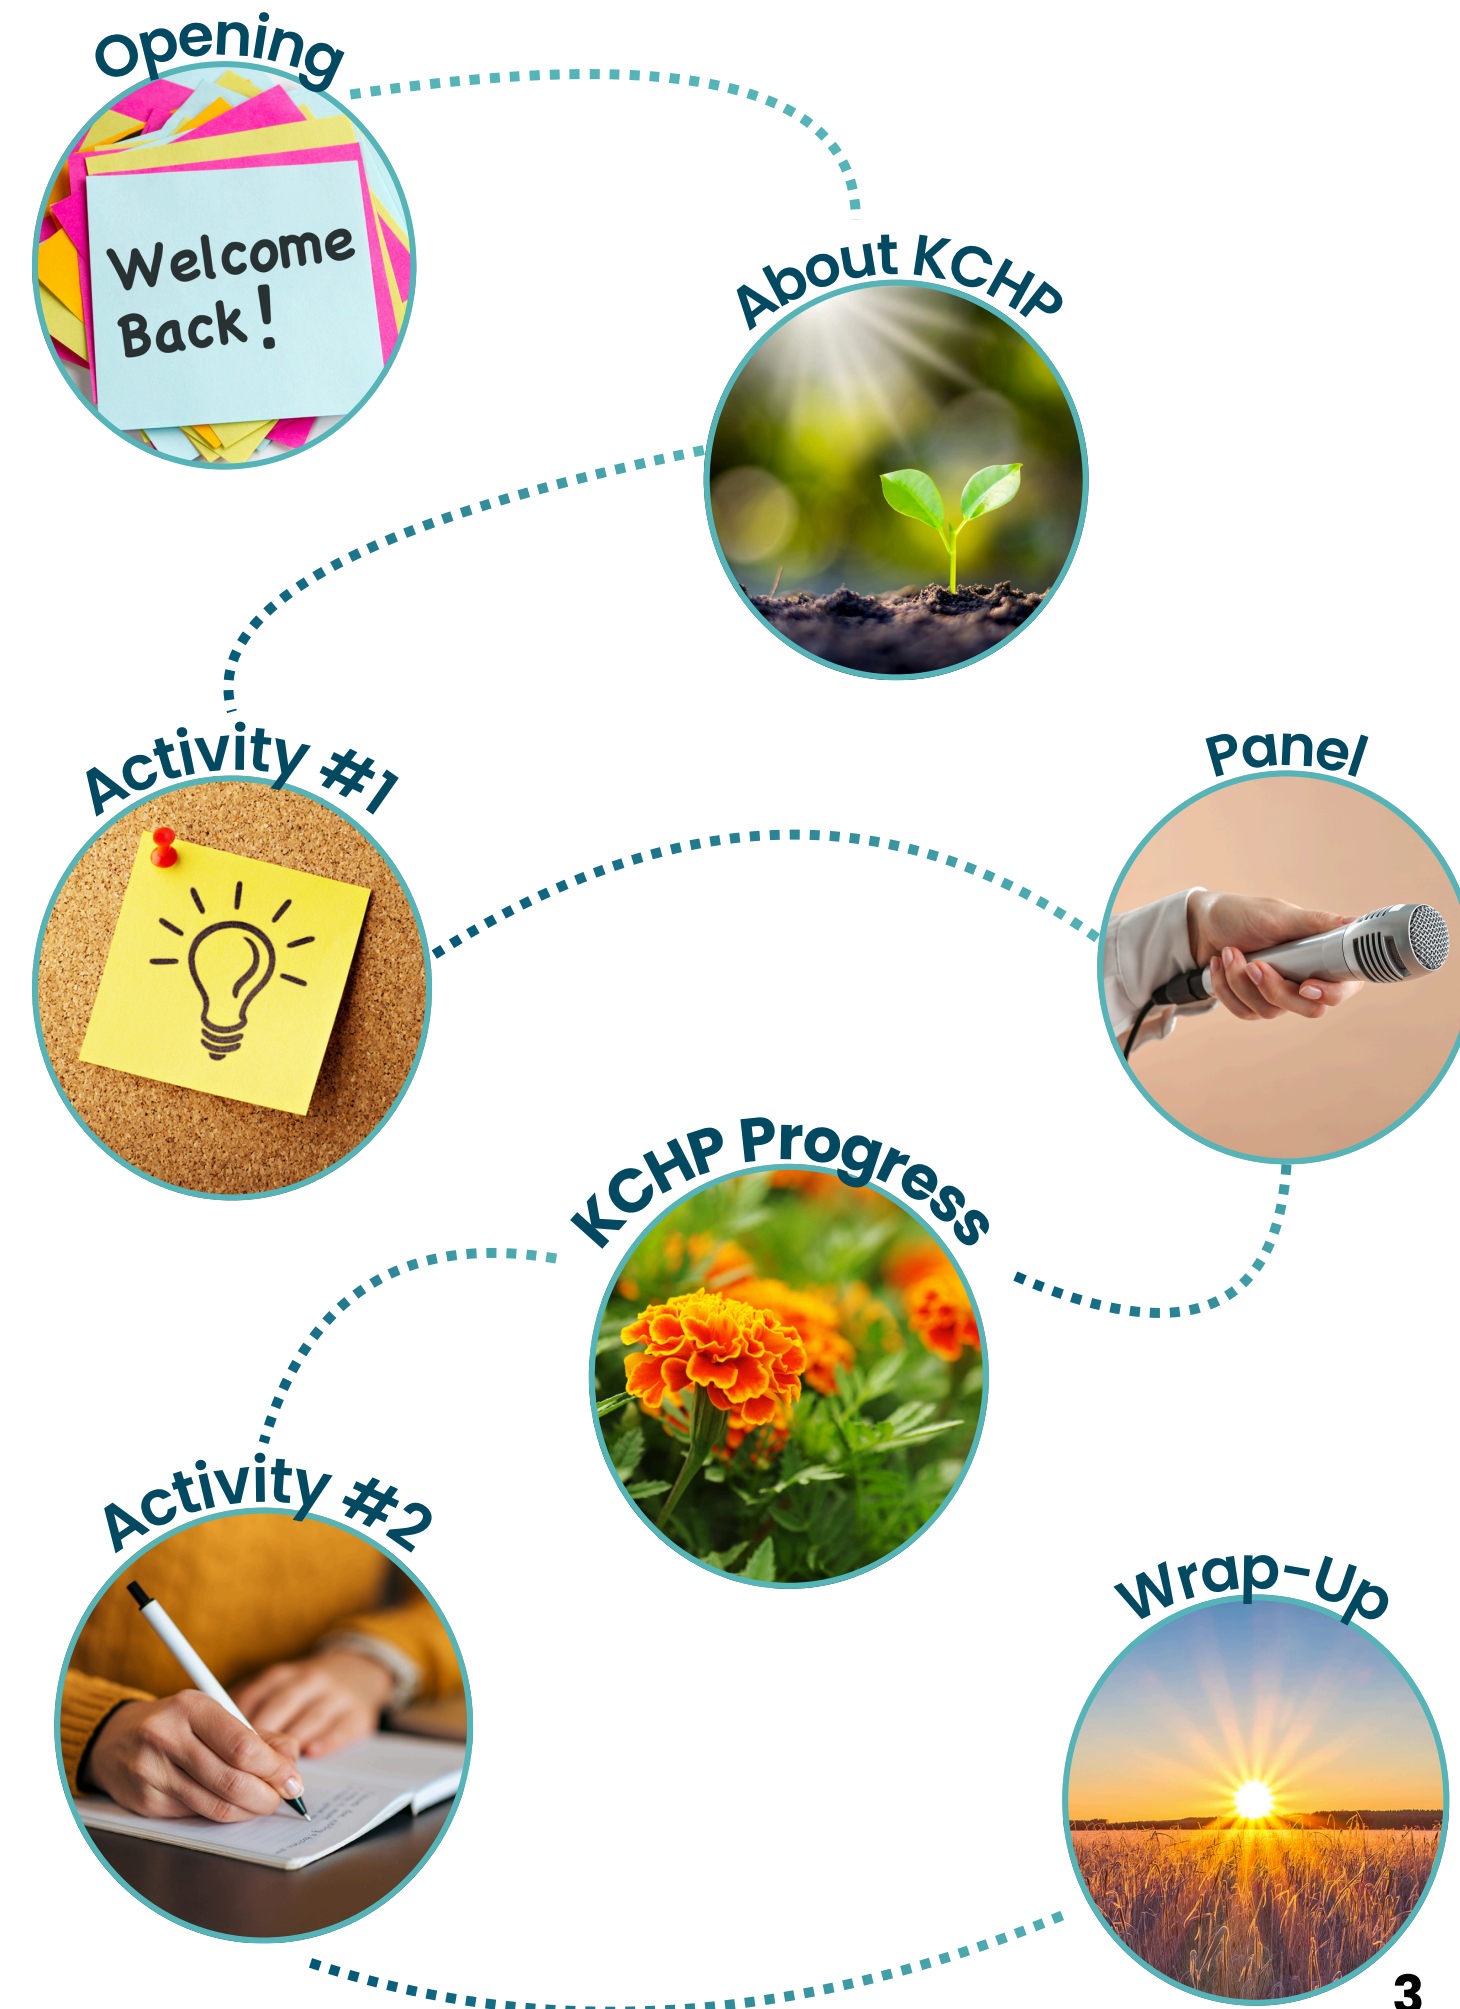 Opening
Welcome
Back!
About KCHP
Activity #1
Panel
KCHP Progress
Activity #2
Wrap-Up
3